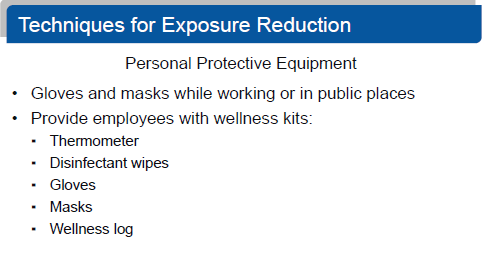 Techniques for Exposure Reduction
Personal Protective Equipment
• Gloves and masks while working or in public places
• Provide employees with wellness kits:
▪ Thermometer
▪ Disinfectant wipes
▪ Gloves
▪ Masks
▪ Wellness log